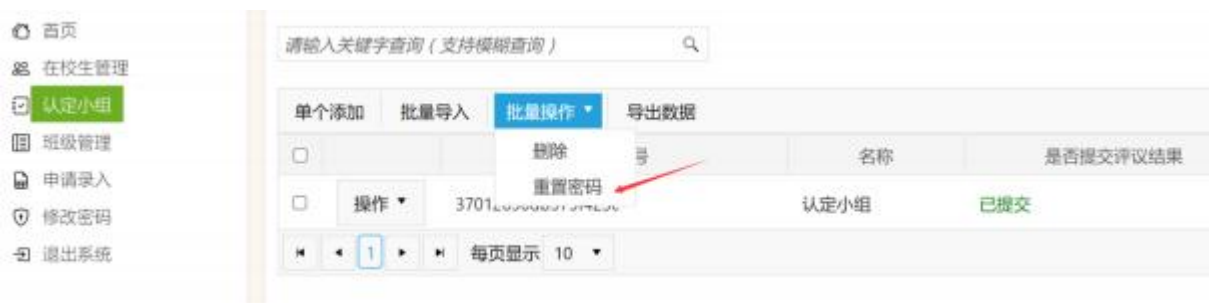 首页
在校生管理
认定小组
班级管理
申请录入
修改密码
退出系统
请输入关键字查询（支持模糊查询）
单个添加 批量导入 批量操作 导出数据
删除
重置密码
名称 是否提交评议结果
操作 认定小组 已提交
1 每页显示 10